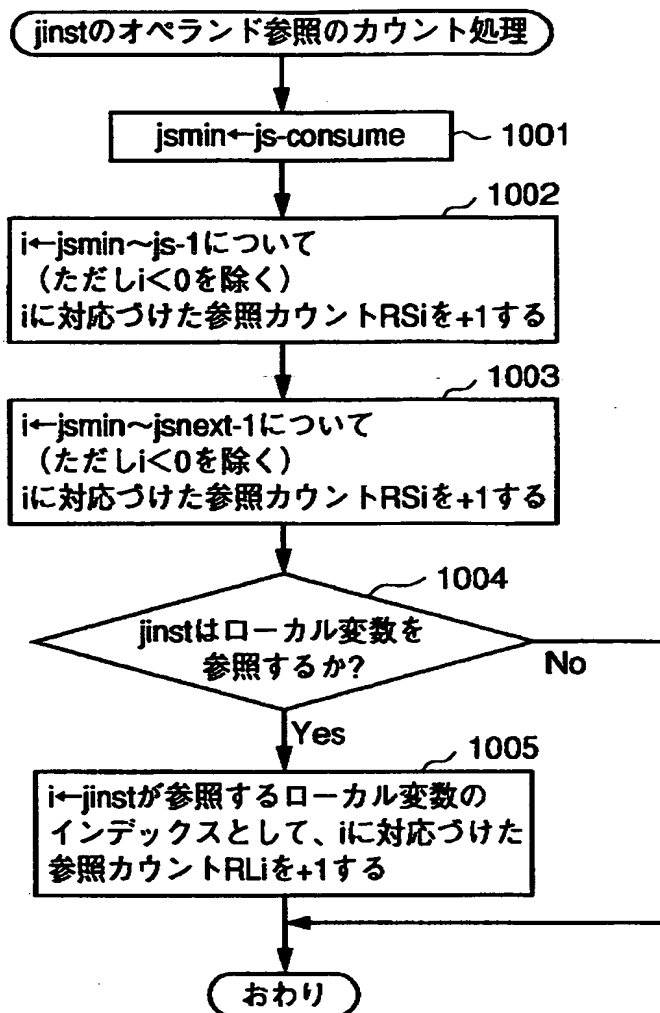 jinstのオペランド参照のカウント処理
jsmin←js-consume
1001
1002
i←jsmin~js-1について
(ただしi<0を除く)
iに対応づけた参照カウントRSiを+1する
1003
i←jsmin~jsnext-1について
(ただしi<0を除く)
iに対応づけた参照カウントRSiを+1する
1004
jinstはローカル変数を
参照するか?
No
Yes
1005
i←jinstが参照するローカル変数の
インデックスとして、iに対応づけた
参照カウントRLiを+1する
おわり